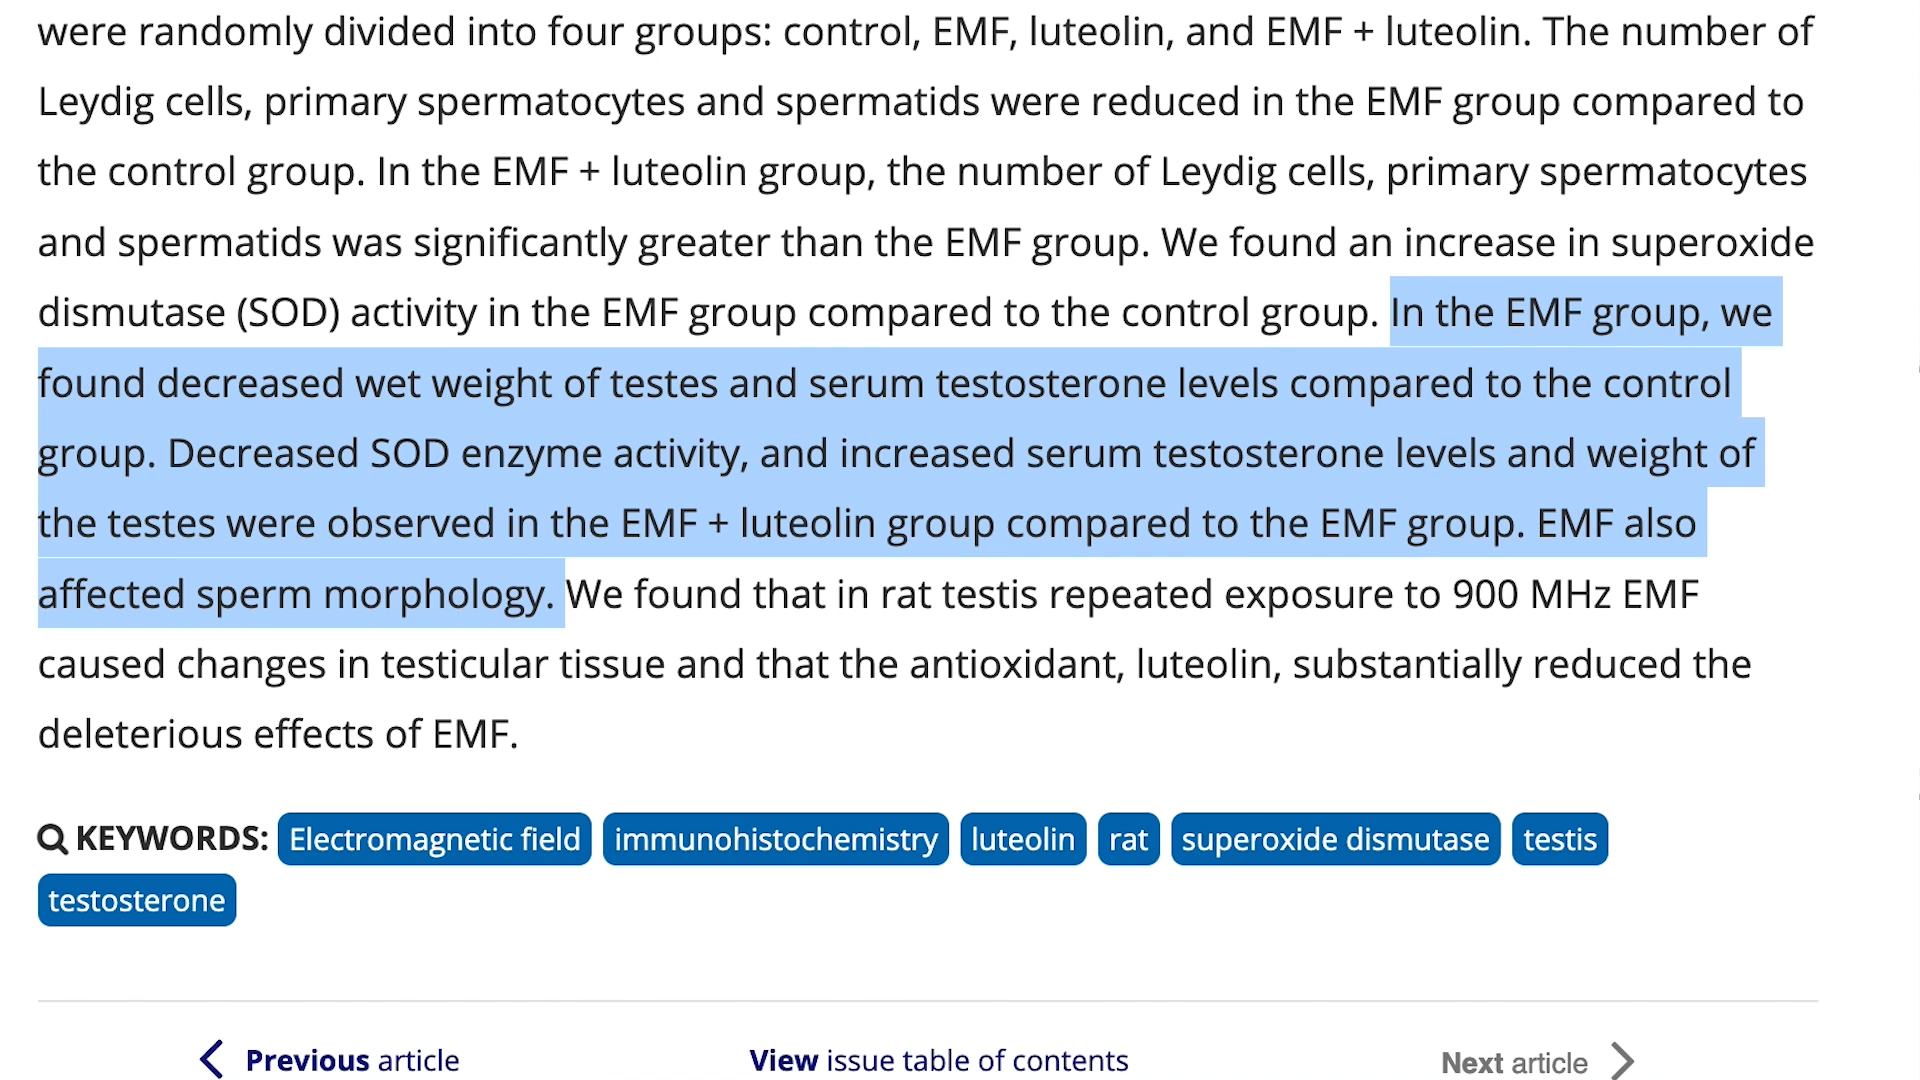 were randomly divided into four groups: control, EMF, luteolin, and EMF + luteolin. The number of
Leydig cells, primary spermatocytes and spermatids were reduced in the EMF group compared to
the control group. In the EMF + luteolin group, the number of Leydig cells, primary spermatocytes
and spermatids was significantly greater than the EMF group. We found an increase in superoxide
dismutase (SOD) activity in the EMF group compared to the control group. In the EMF group, we
found decreased wet weight of testes and serum testosterone levels compared to the control
group. Decreased SOD enzyme activity, and increased serum testosterone levels and weight of
the testes were observed in the EMF + luteolin group compared to the EMF group. EMF also
affected sperm morphology. We found that in rat testis repeated exposure to 900 MHz EMF
caused changes in testicular tissue and that the antioxidant, luteolin, substantially reduced the
deleterious effects of EMF.
KEYWORDS: Electromagnetic field immunohistochemistry luteolin rat superoxide dismutase testis
testosterone
Previous article View issue table of contents Next article